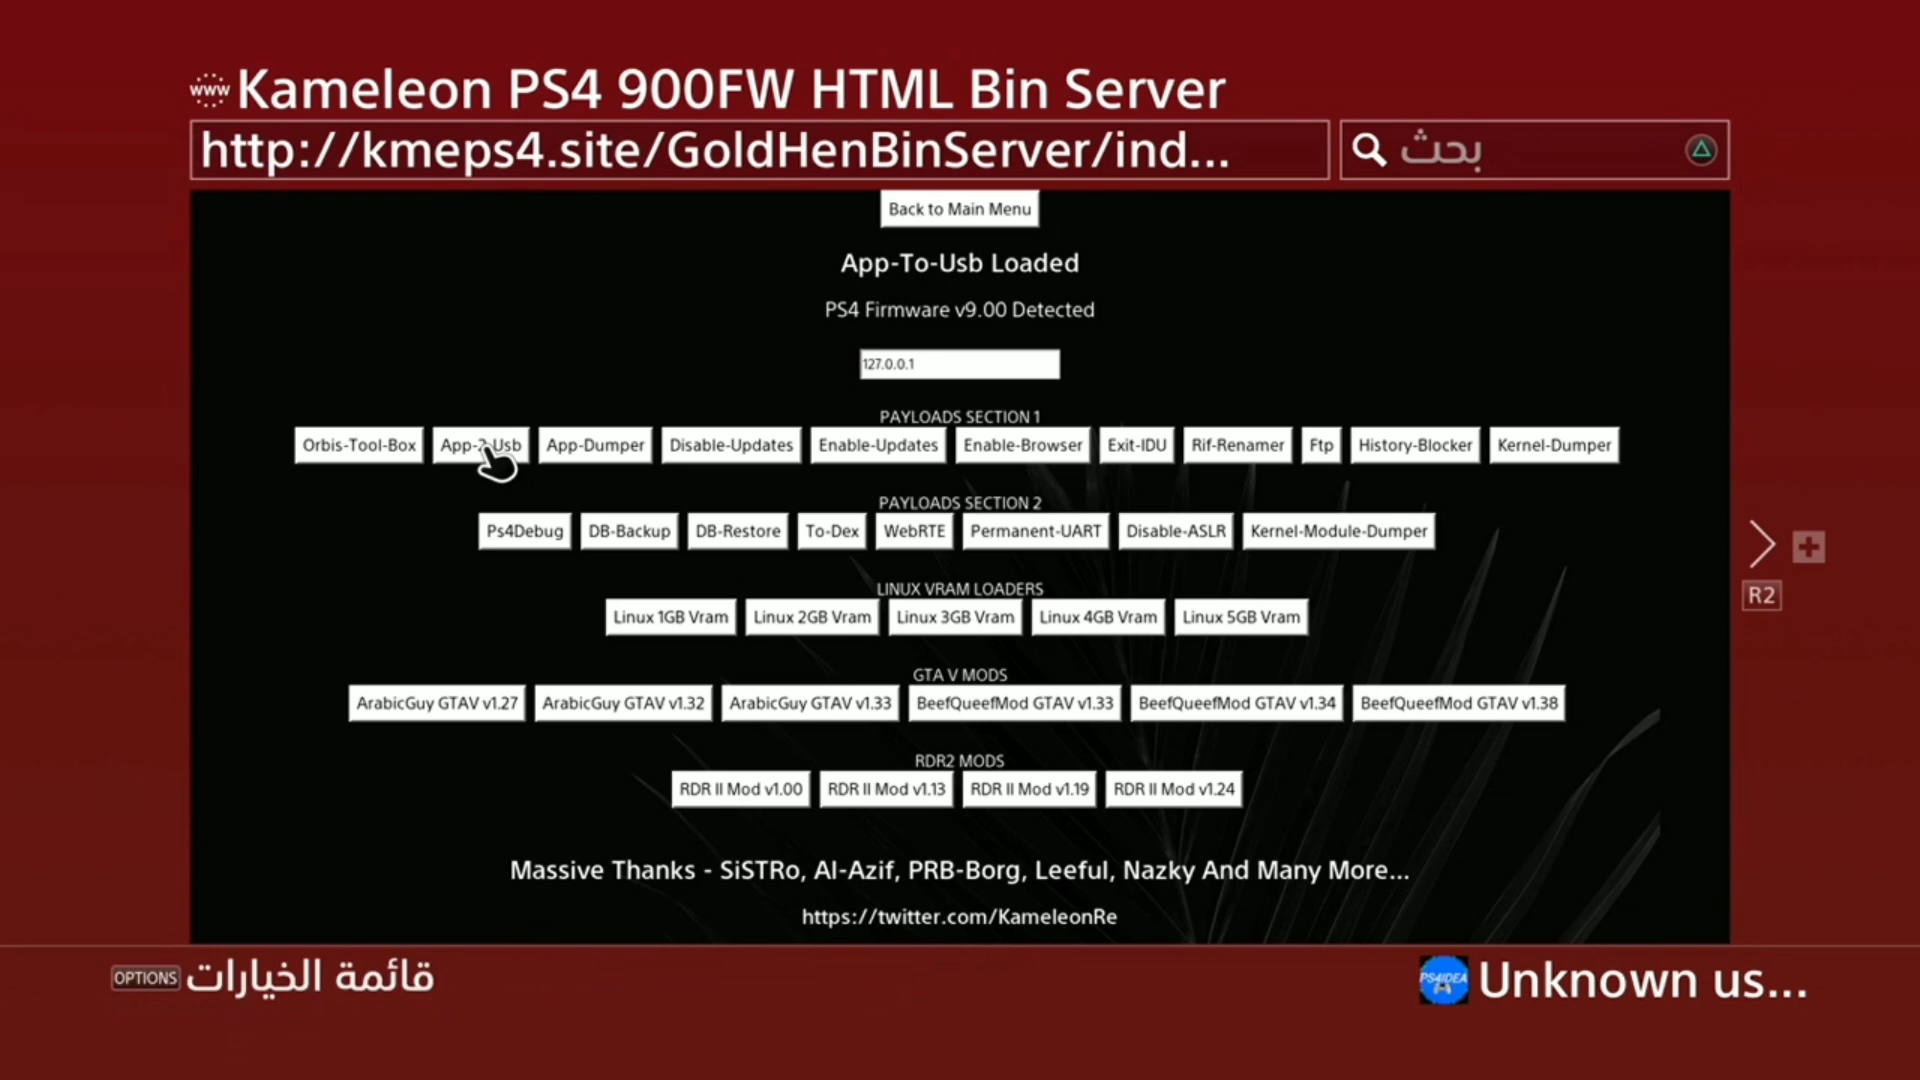 www Kameleon PS4 900FW HTML Bin Server
http://kmeps4.site/GoldHenBinServer/ind... بحث
Back to Main Menu
App-To-Usb Loaded
PS4 Firmware v9.00 Detected
127.0.0.1
PAYLOADS SECTION 1
Orbis-Tool-Box App-2-Usb App-Dumper Disable-Updates Enable-Updates Enable-Browser Exit-IDU Rif-Renamer Ftp History-Blocker Kernel-Dumper
PAYLOADS SECTION 2
Ps4Debug DB-Backup DB-Restore To-Dex WebRTE Permanent-UART Disable-ASLR Kernel-Module-Dumper
LINUX VRAM LOADERS
Linux 1GB Vram Linux 2GB Vram Linux 3GB Vram Linux 4GB Vram Linux 5GB Vram
GTA V MODS
ArabicGuy GTAV v1.27 ArabicGuy GTAV v1.32 ArabicGuy GTAV v1.33 BeefQueefMod GTAV v1.33 BeefQueefMod GTAV v1.34 BeefQueefMod GTAV v1.38
RDR2 MODS
RDR II Mod v1.00 RDR II Mod v1.13 RDR II Mod v1.19 RDR II Mod v1.24
Massive Thanks - SiSTRo, Al-Azif, PRB-Borg, Leeful, Nazky And Many More...
https://twitter.com/KameleonRe
R2
OPTIONS قائمة الخيارات
PS4IDEA Unknown us...